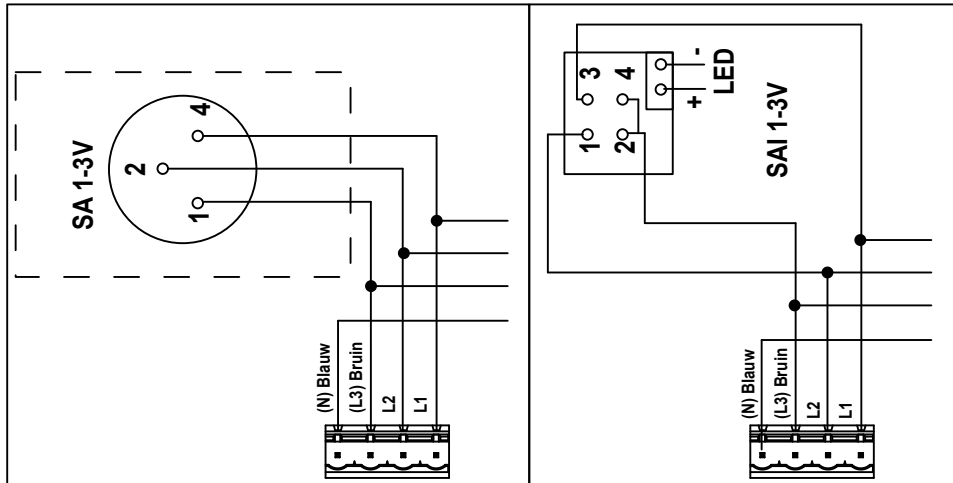 SA 1-3V
4
2
1
(N) Blauw
(L3) Bruin
L2
L1
3
4
1
2
-
+
LED
SAI 1-3V
(N) Blauw
(L3) Bruin
L2
L1